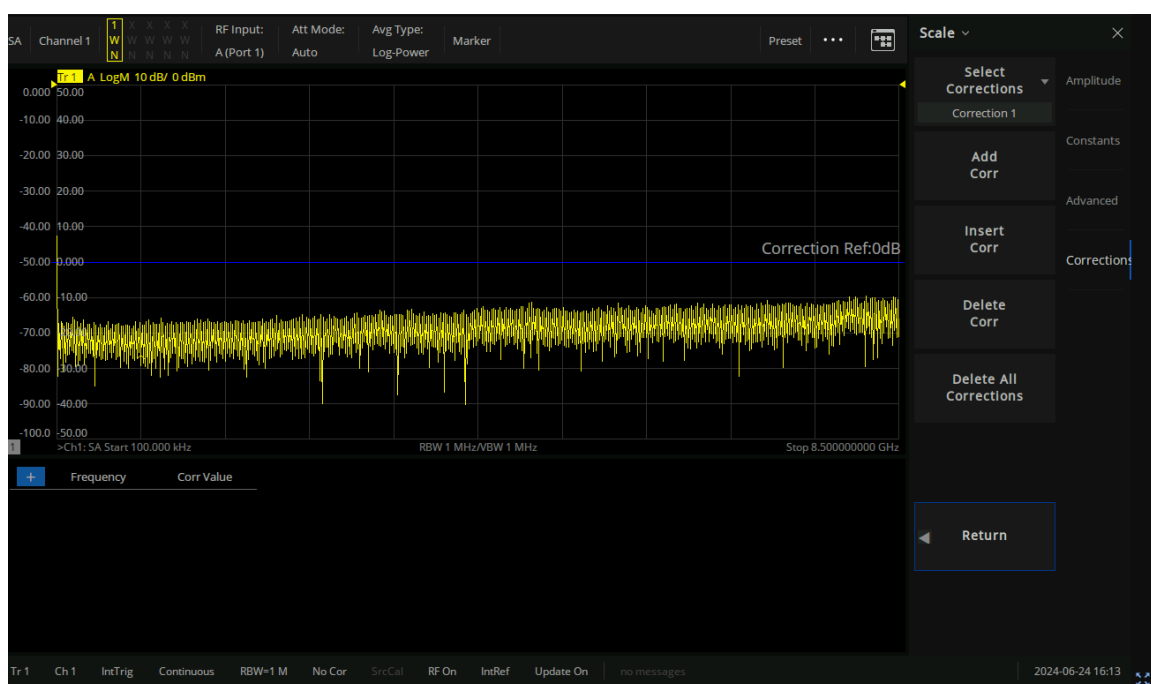 SA Channel 1 1 X X X X RF Input: Att Mode: Avg Type: Marker Preset ••• Scale
W W W W W
N N N N N A (Port 1) Auto Log-Power
Tr 1 A LogM 10 dB/ 0 dBm
0.000 50.00
-10.00 40.00
-20.00 30.00
-30.00 20.00
-40.00 10.00
-50.00 0.000
-60.00 -10.00
-70.00
-80.00 -30.00
-90.00 -40.00
-100.0 -50.00
Correction Ref:0dB
1 >Ch1: SA Start 100.000 kHz RBW 1 MHz/VBW 1 MHz Stop 8.500000000 GHz
+ Frequency Corr Value
Select
Corrections
Correction 1
Add
Corr
Insert
Corr
Delete
Corr
Delete All
Corrections
Return
Amplitude
Constants
Advanced
Corrections
Tr 1 Ch 1 IntTrig Continuous RBW=1 M No Cor SrcCal RF On IntRef Update On no messages 2024-06-24 16:13